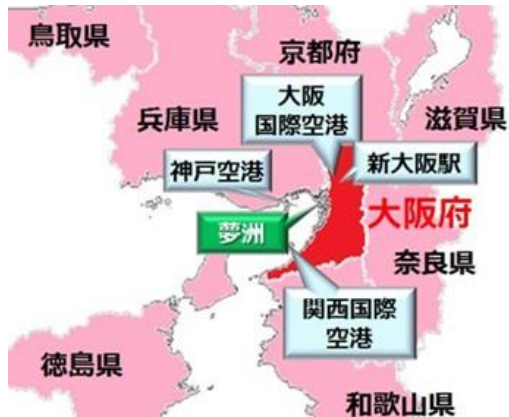 鳥取県
京都府
大阪
国際空港
兵庫県
滋賀県
神戸空港
新大阪駅
夢洲
大阪府
奈良県
関西国際
空港
徳島県
和歌山県